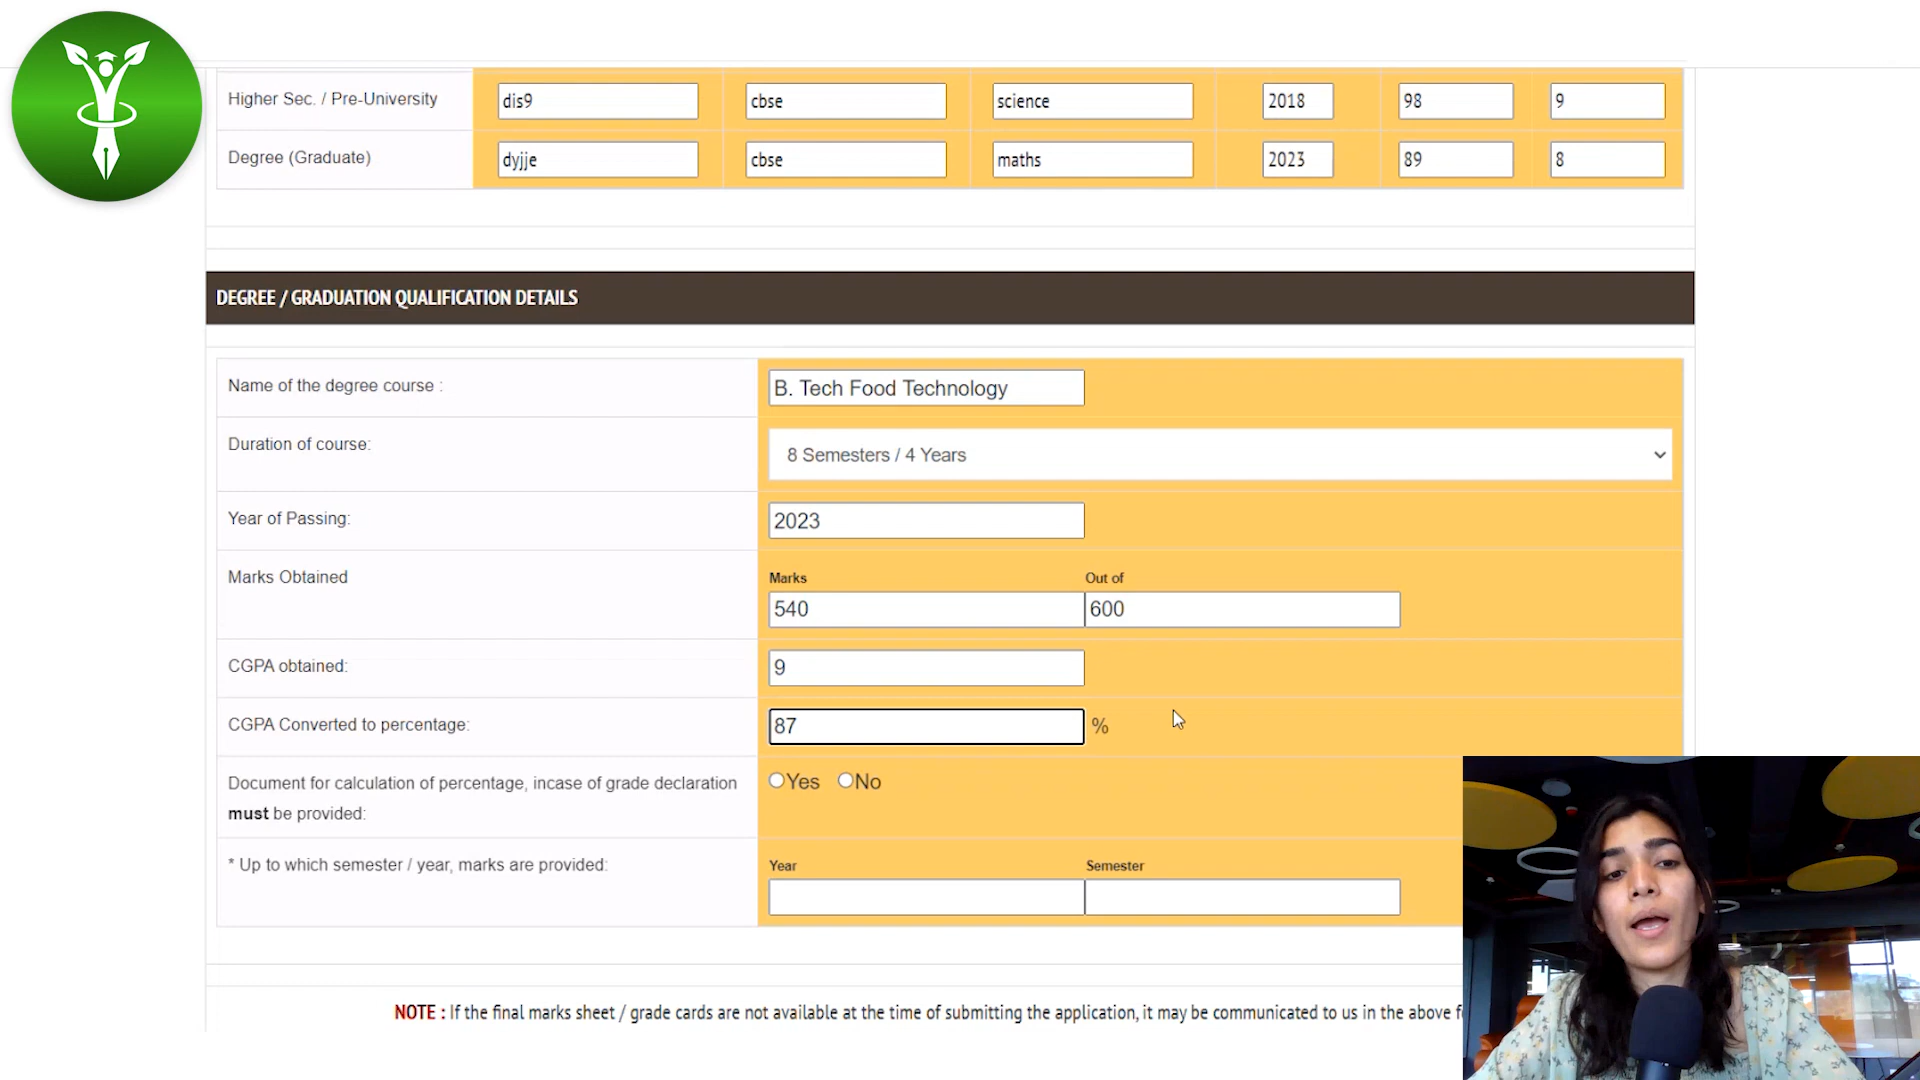 Higher Sec. / Pre-University dis9 cbse science 2018 98 9
Degree (Graduate) dyjje cbse maths 2023 89 8
DEGREE / GRADUATION QUALIFICATION DETAILS
Name of the degree course : B. Tech Food Technology
Duration of course: 8 Semesters / 4 Years
Year of Passing: 2023
Marks Obtained Marks Out of
540 600
CGPA obtained: 9
CGPA Converted to percentage: 87 %
Document for calculation of percentage, incase of grade declaration Yes No
must be provided:
* Up to which semester / year, marks are provided: Year Semester
NOTE : If the final marks sheet / grade cards are not available at the time of submitting the application, it may be communicated to us in the above